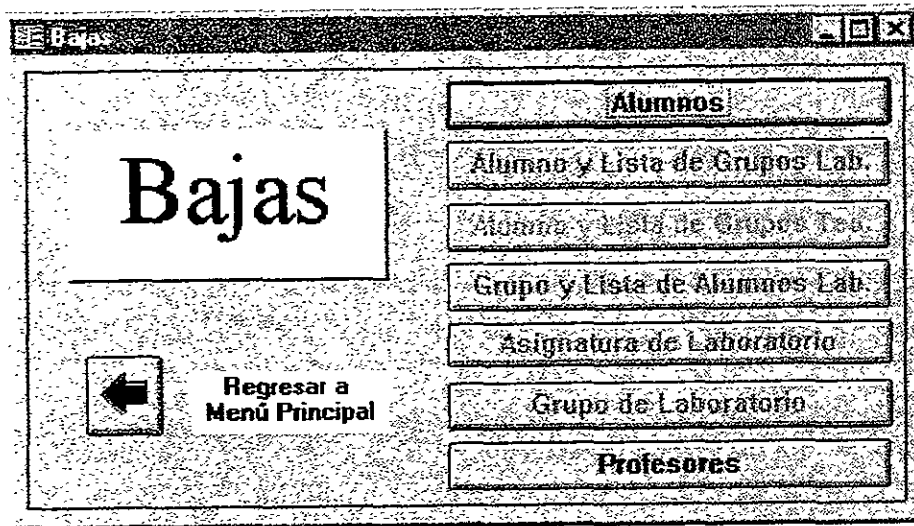 Bajas
Bajas
Alumnos
Alumno y Lista de Grupos Lab.
Alumno y Lista de Grupos Teo.
Grupo y Lista de Alumnos Lab.
Asignatura de Laboratorio
Grupo de Laboratorio
Profesores
Regresar a
Menú Principal